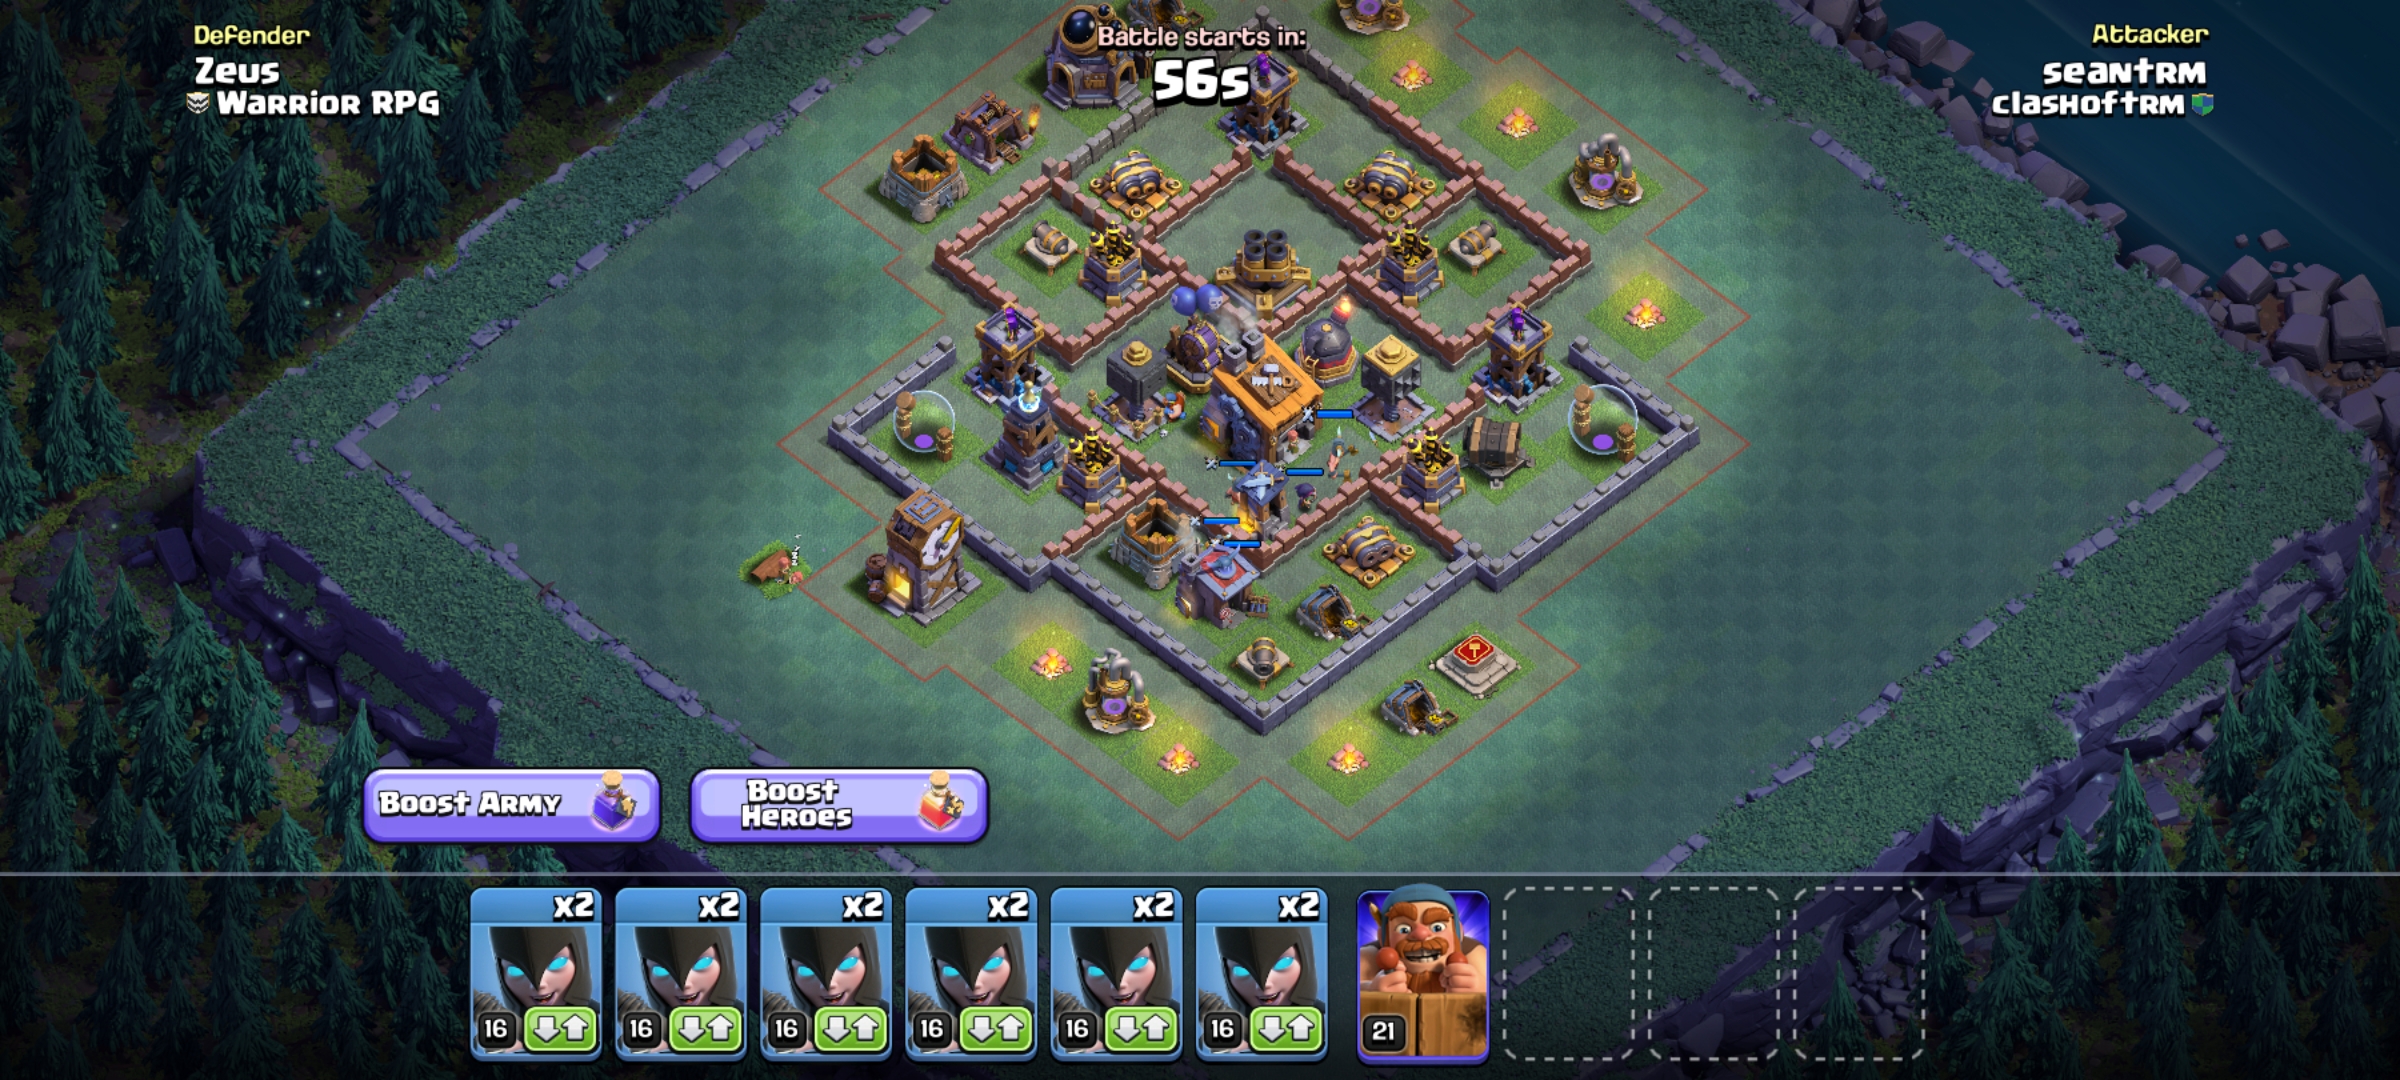 Defender
Zeus
Warrior RPG
Battle starts in:
56s
Attacker
seantRM
clashoftRM
Boost Army
Boost
Heroes
x2
x2
x2
x2
x2
x2
16
16
16
16
16
16
21